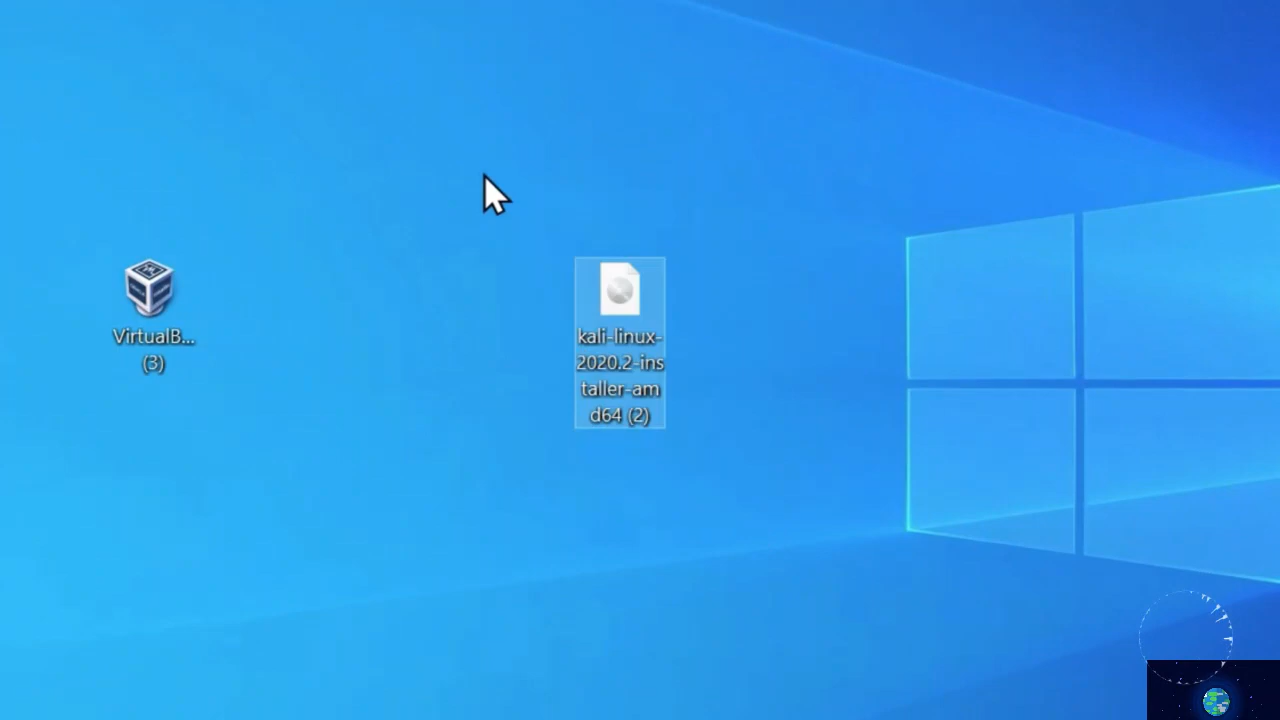 VirtualB...
(3)
kali-linux-
2020.2-ins
taller-am
d64 (2)